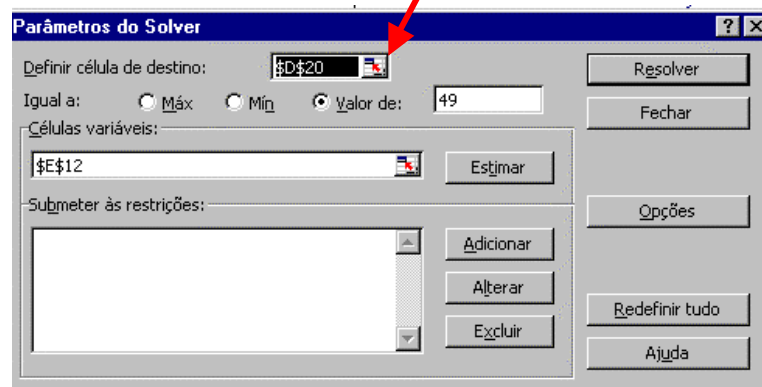 Parâmetros do Solver
Definir célula de destino: $D$20
Resolver
Igual a: Máx Mín Valor de: 49
Fechar
Células variáveis:
$E$12
Estimar
Submeter às restrições:
Opções
Adicionar
Alterar
Redefinir tudo
Excluir
Ajuda